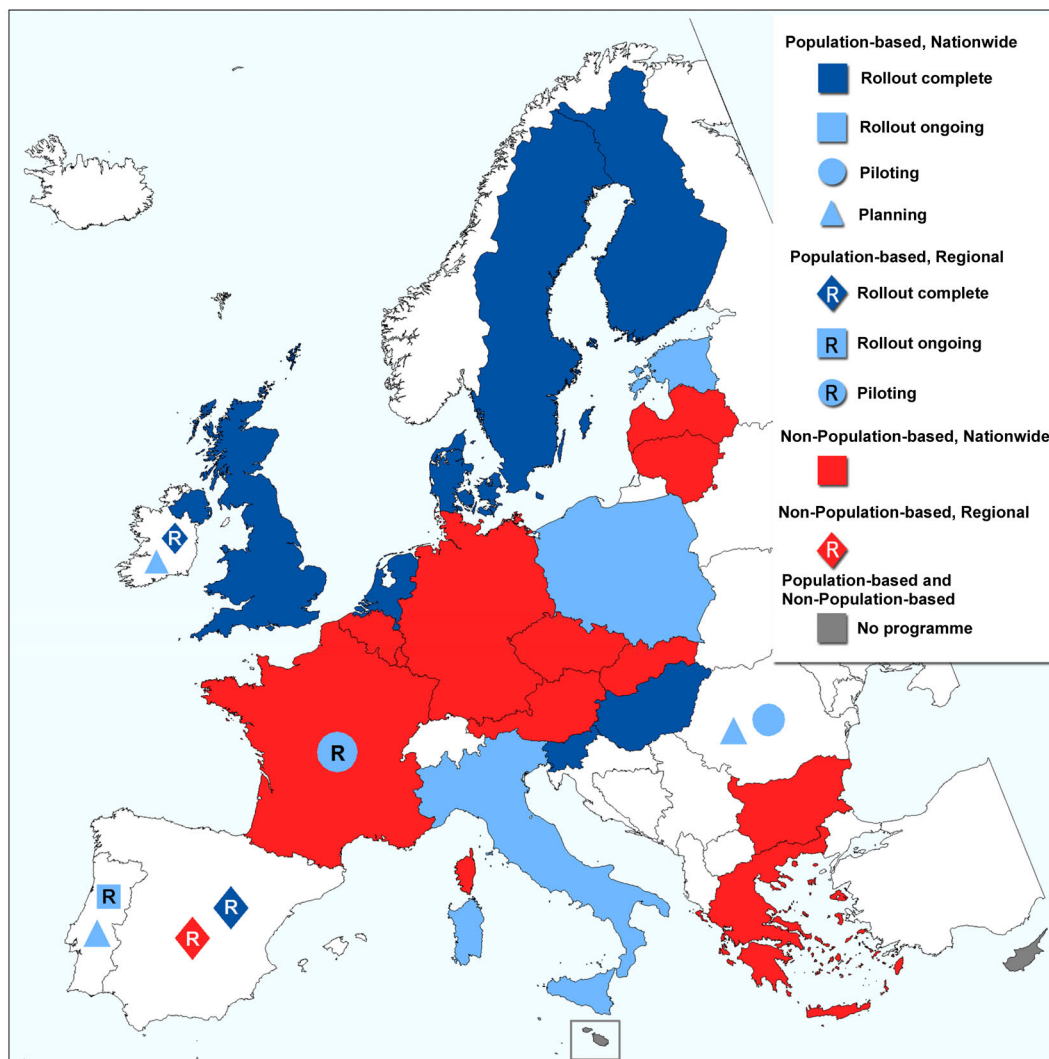 Population-based, Nationwide
Rollout complete
Rollout ongoing
Piloting
Planning
Population-based, Regional
R Rollout complete
R Rollout ongoing
R Piloting
Non-Population-based, Nationwide
Non-Population-based, Regional
R
Population-based and
Non-Population-based
No programme
R
R
R
R
R